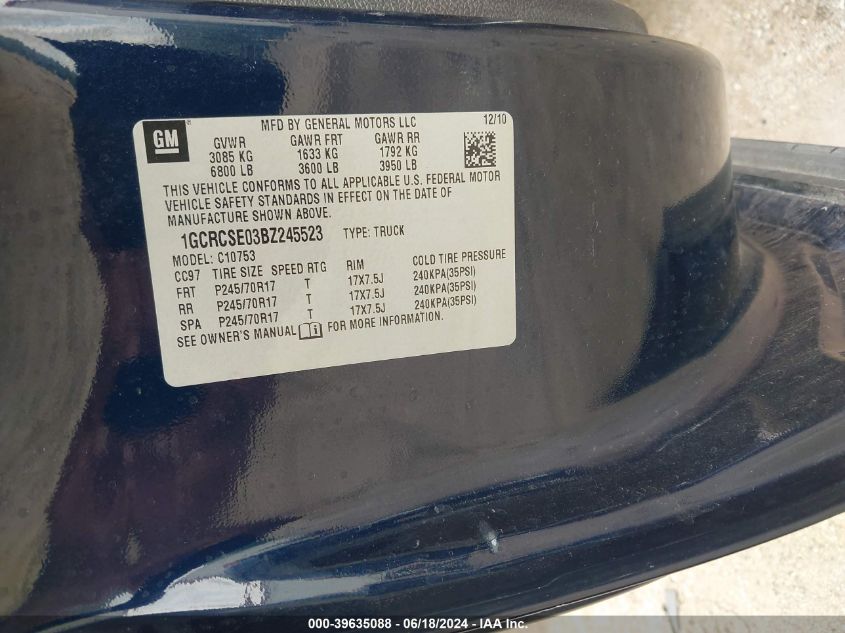 GM
MFD BY GENERAL MOTORS LLC 12/10
GVWR GAWR FRT GAWR RR
3085 KG 1633 KG 1792 KG
6800 LB 3600 LB 3950 LB
THIS VEHICLE CONFORMS TO ALL APPLICABLE U.S. FEDERAL MOTOR
VEHICLE SAFETY STANDARDS IN EFFECT ON THE DATE OF
MANUFACTURE SHOWN ABOVE.
1GCRCSE03BZ245523 TYPE: TRUCK
MODEL: C10753
CC97 TIRE SIZE SPEED RTG RIM COLD TIRE PRESSURE
FRT P245/70R17 T 17X7.5J 240KPA(35PSI)
RR P245/70R17 T 17X7.5J 240KPA(35PSI)
SPA P245/70R17 T 17X7.5J 240KPA(35PSI)
SEE OWNER'S MANUAL FOR MORE INFORMATION.
000-39635088 - 06/18/2024 - IAA Inc.